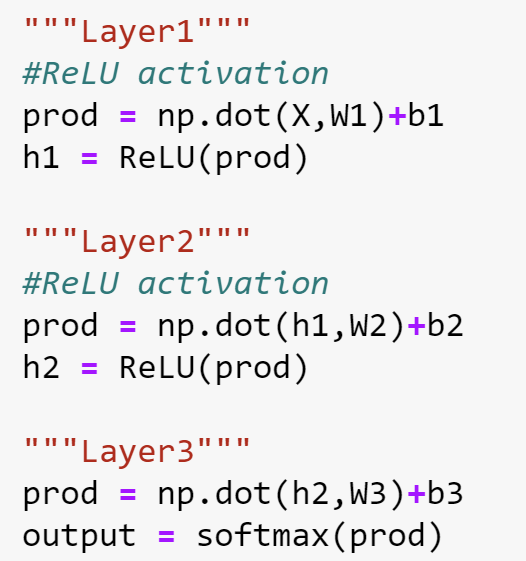 """Layer1"""
#ReLU activation
prod = np.dot(X,W1)+b1
h1 = ReLU(prod)
"""Layer2"""
#ReLU activation
prod = np.dot(h1,W2)+b2
h2 = ReLU(prod)
"""Layer3"""
prod = np.dot(h2,W3)+b3
output = softmax(prod)